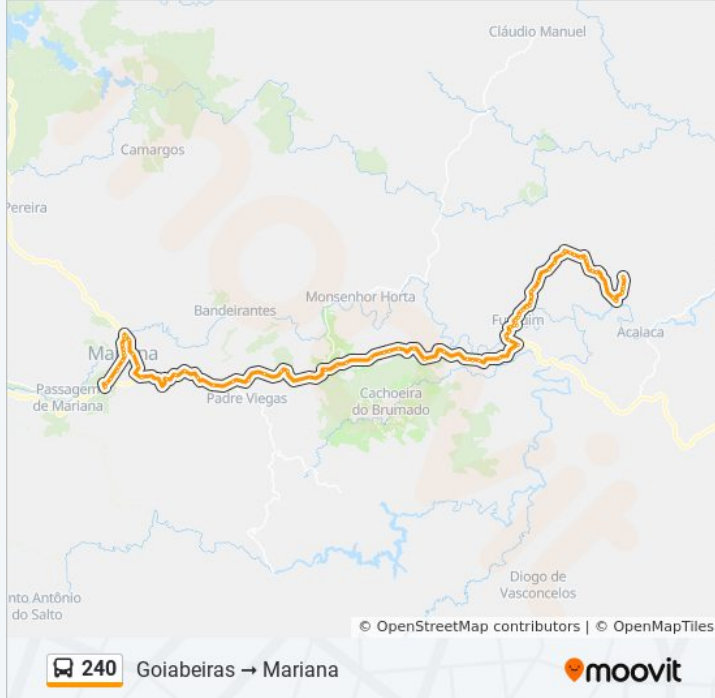 Cláudio Manuel
Camargos
Pereira
Bandeirantes
Monsenhor Horta
Acaiaca
Passagem
de Mariana
Padre Viegas
Cachoeira
do Brumado
Diogo de
Vasconcelos
nto Antônio
do Salto
© OpenStreetMap contributors | © OpenMapTiles
240 Goiabeiras → Mariana
moovit